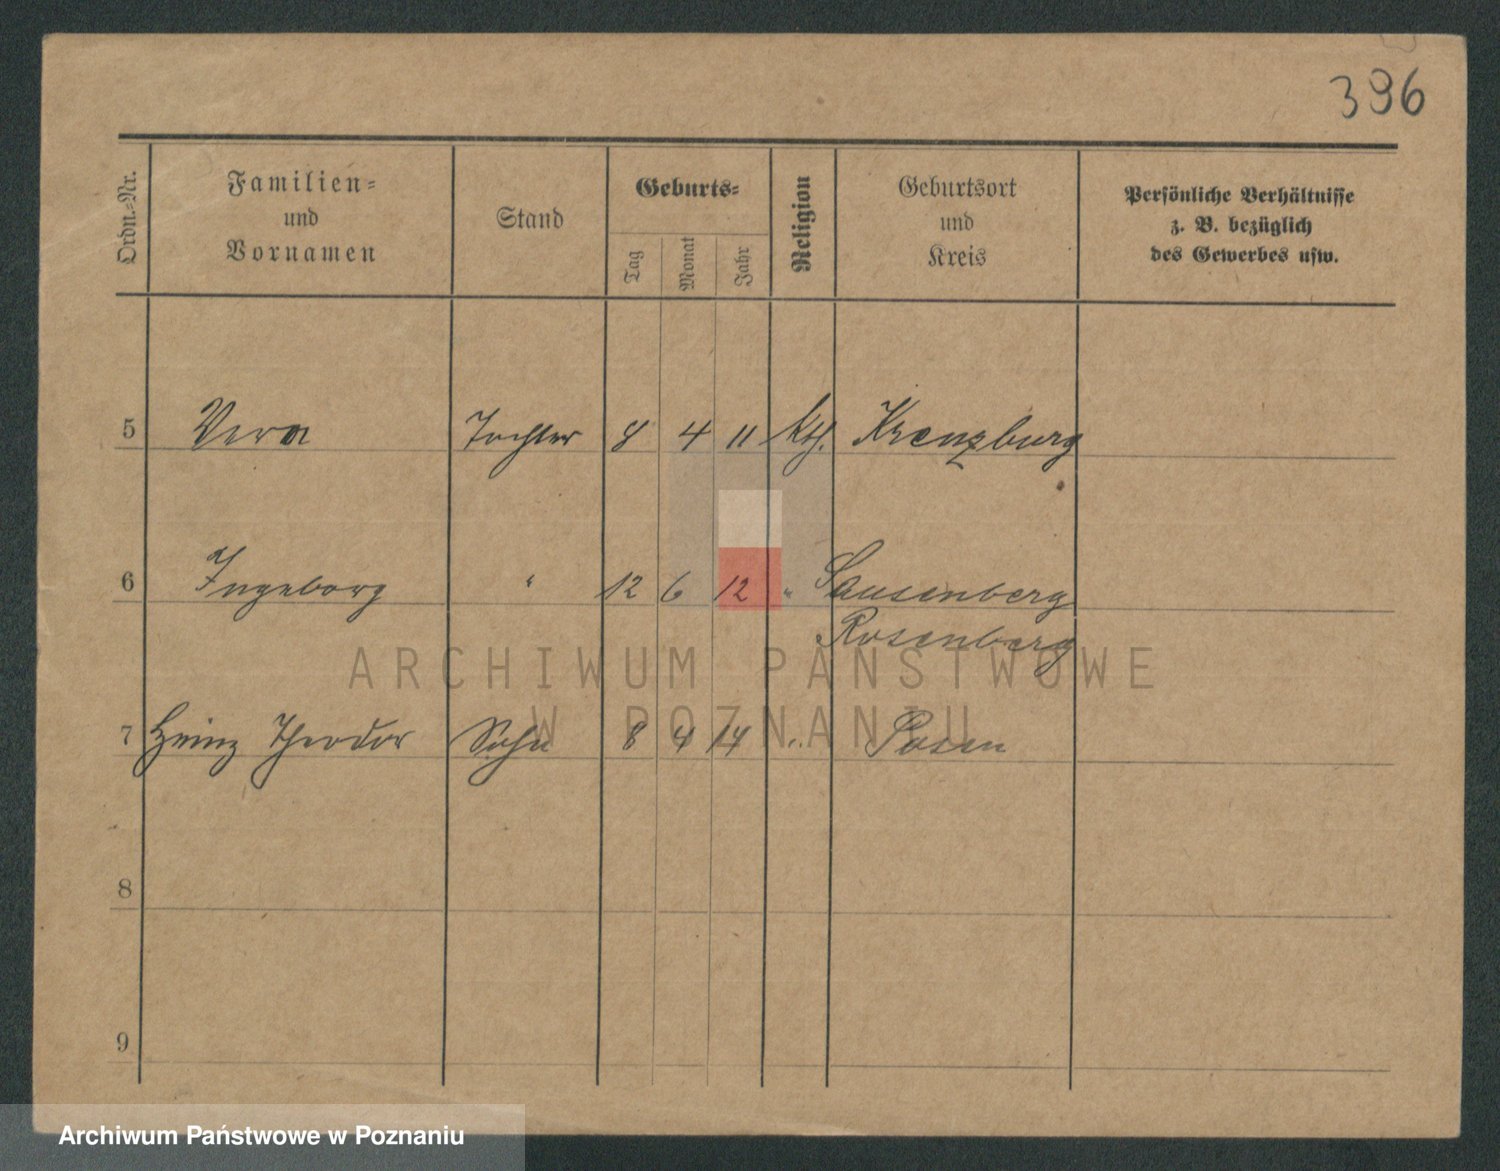 396
Ordn.-Nr.
Familien-
und
Vornamen
Stand
Geburts-
Tag
Monat
Jahr
Religion
Geburtsort
und
Kreis
Persönliche Verhältnisse
z. B. bezüglich
des Gewerbes usw.
5 Vera Tochter 8 4 11 kth. Kreuzburg
6 Ingeborg " 12 6 12 " Sausenberg
Rosenberg
7 Heinz Theodor Sohn 8 4 14 " Posen
8
9
ARCHIWUM PAŃSTWOWE
W POZNANIU
Archiwum Państwowe w Poznaniu